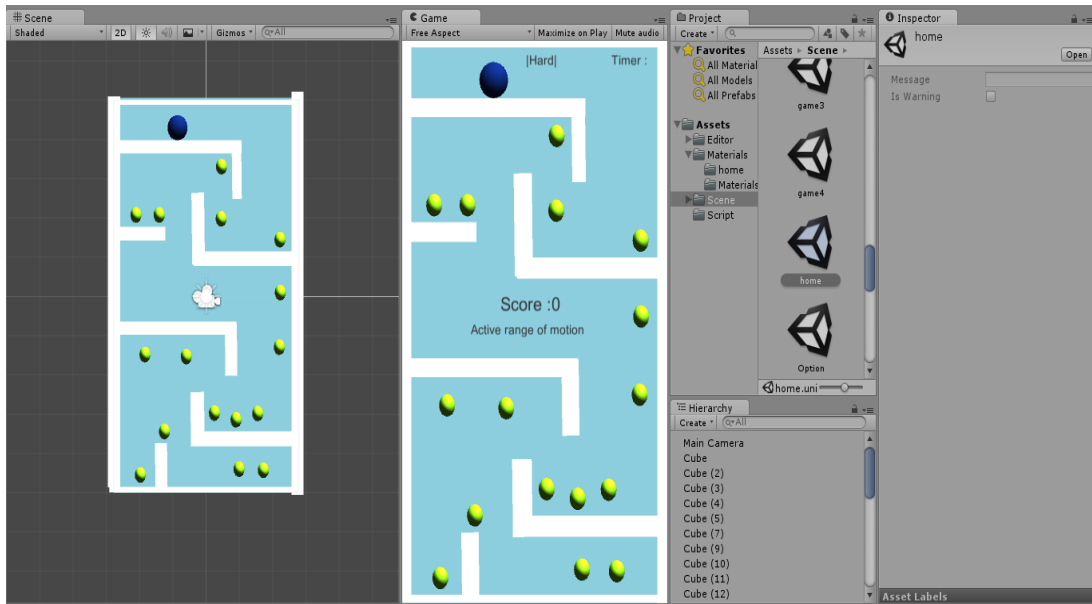 Scene
Shaded 2D Gizmos All
Game
Free Aspect Maximize on Play Mute audio
|Hard| Timer :
Score :0
Active range of motion
Project
Create
Favorites
All Material
All Models
All Prefabs
Assets
Editor
Materials
home
Materials
Scene
Script
Assets Scene
game3
game4
home
Option
home.uni
Hierarchy
Create All
Main Camera
Cube
Cube (2)
Cube (3)
Cube (4)
Cube (5)
Cube (7)
Cube (9)
Cube (10)
Cube (11)
Cube (12)
Inspector
home
Open
Message
Is Warning
Asset Labels